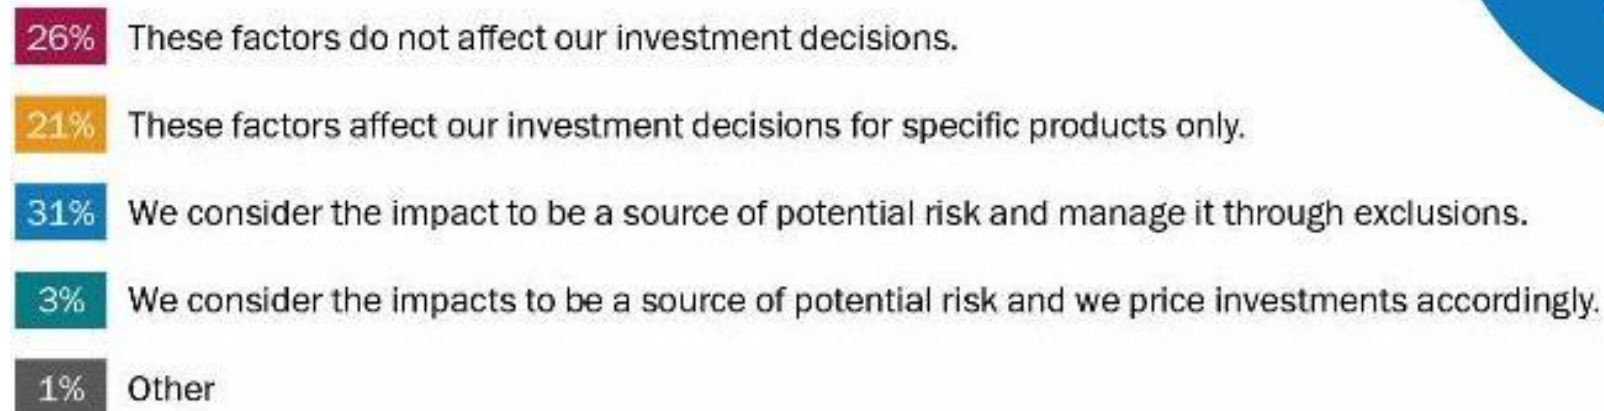 26% These factors do not affect our investment decisions.
21% These factors affect our investment decisions for specific products only.
31% We consider the impact to be a source of potential risk and manage it through exclusions.
3% We consider the impacts to be a source of potential risk and we price investments accordingly.
1% Other